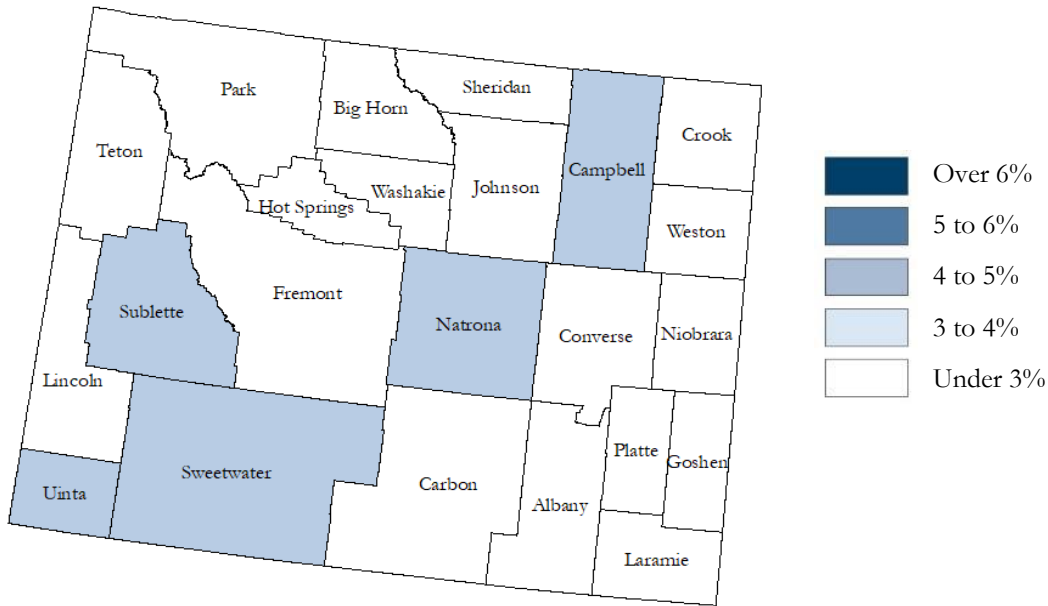 Sheridan
Park
Big Horn
Crook
Teton
Campbell
Johnson
Washakie
Hot Springs
Weston
Fremont
Sublette
Natrona
Converse
Niobrara
Lincoln
Platte
Goshen
Sweetwater
Carbon
Uinta
Albany
Laramie
Over 6%
5 to 6%
4 to 5%
3 to 4%
Under 3%